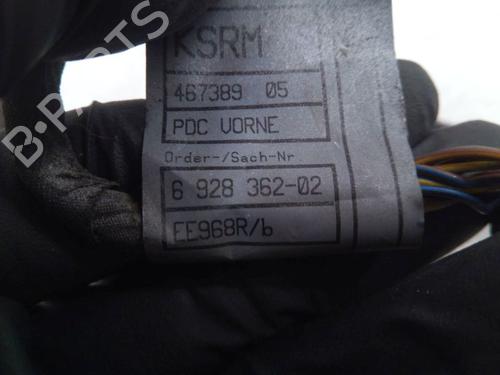 KSRM
467389 05
PDC VORNE
Order-/Sach-Nr
6 928 362-02
EE968R/b
B-PARTS